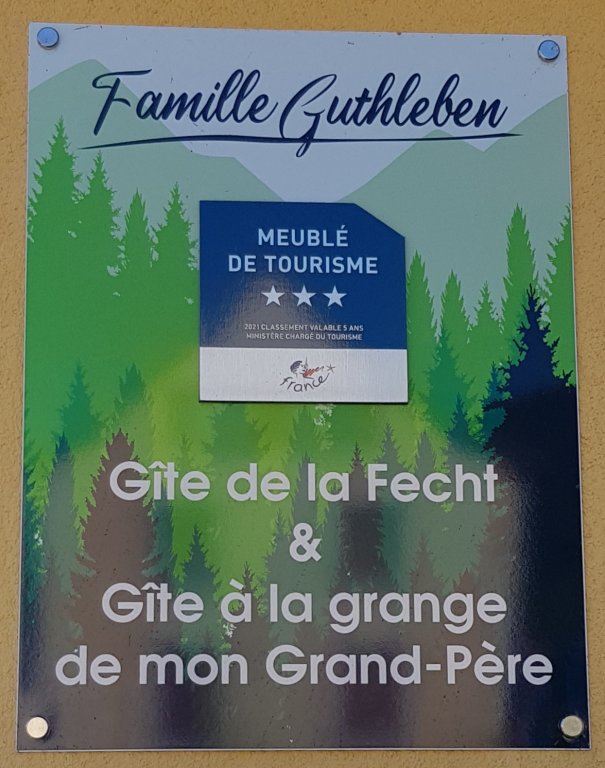 Famille Guthleben
MEUBLÉ
DE TOURISME
2021 CLASSEMENT VALABLE 5 ANS
MINISTÈRE CHARGÉ DU TOURISME
france
Gîte de la Fecht
&
Gîte à la grange
de mon Grand-Père